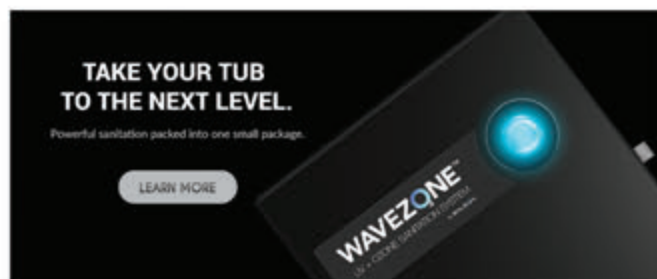 TAKE YOUR TUB
TO THE NEXT LEVEL.
Powerful sanitation packed into one small package.
LEARN MORE
WAVEZONE™
UV + OZONE SANITATION SYSTEM